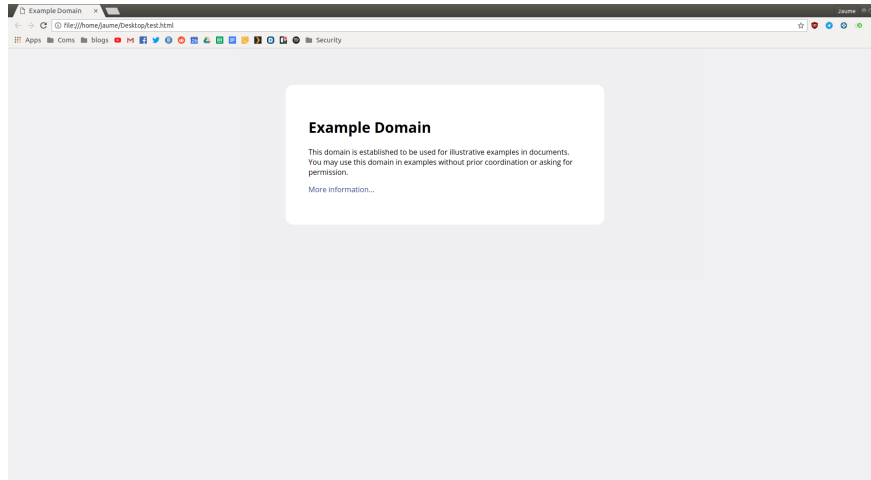 Example Domain
Jaume
file:///home/jaume/Desktop/test.html
Apps Coms blogs Security
Example Domain
This domain is established to be used for illustrative examples in documents.
You may use this domain in examples without prior coordination or asking for
permission.
More information...